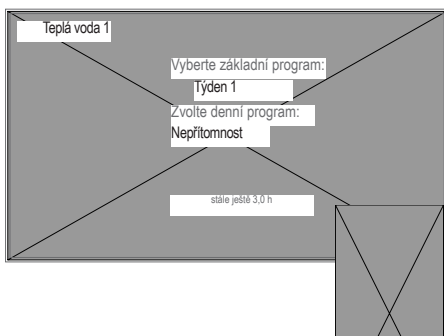 Teplá voda 1
Vyberte základní program:
Týden 1
Zvolte denní program:
Nepřítomnost
stále ještě 3,0 h